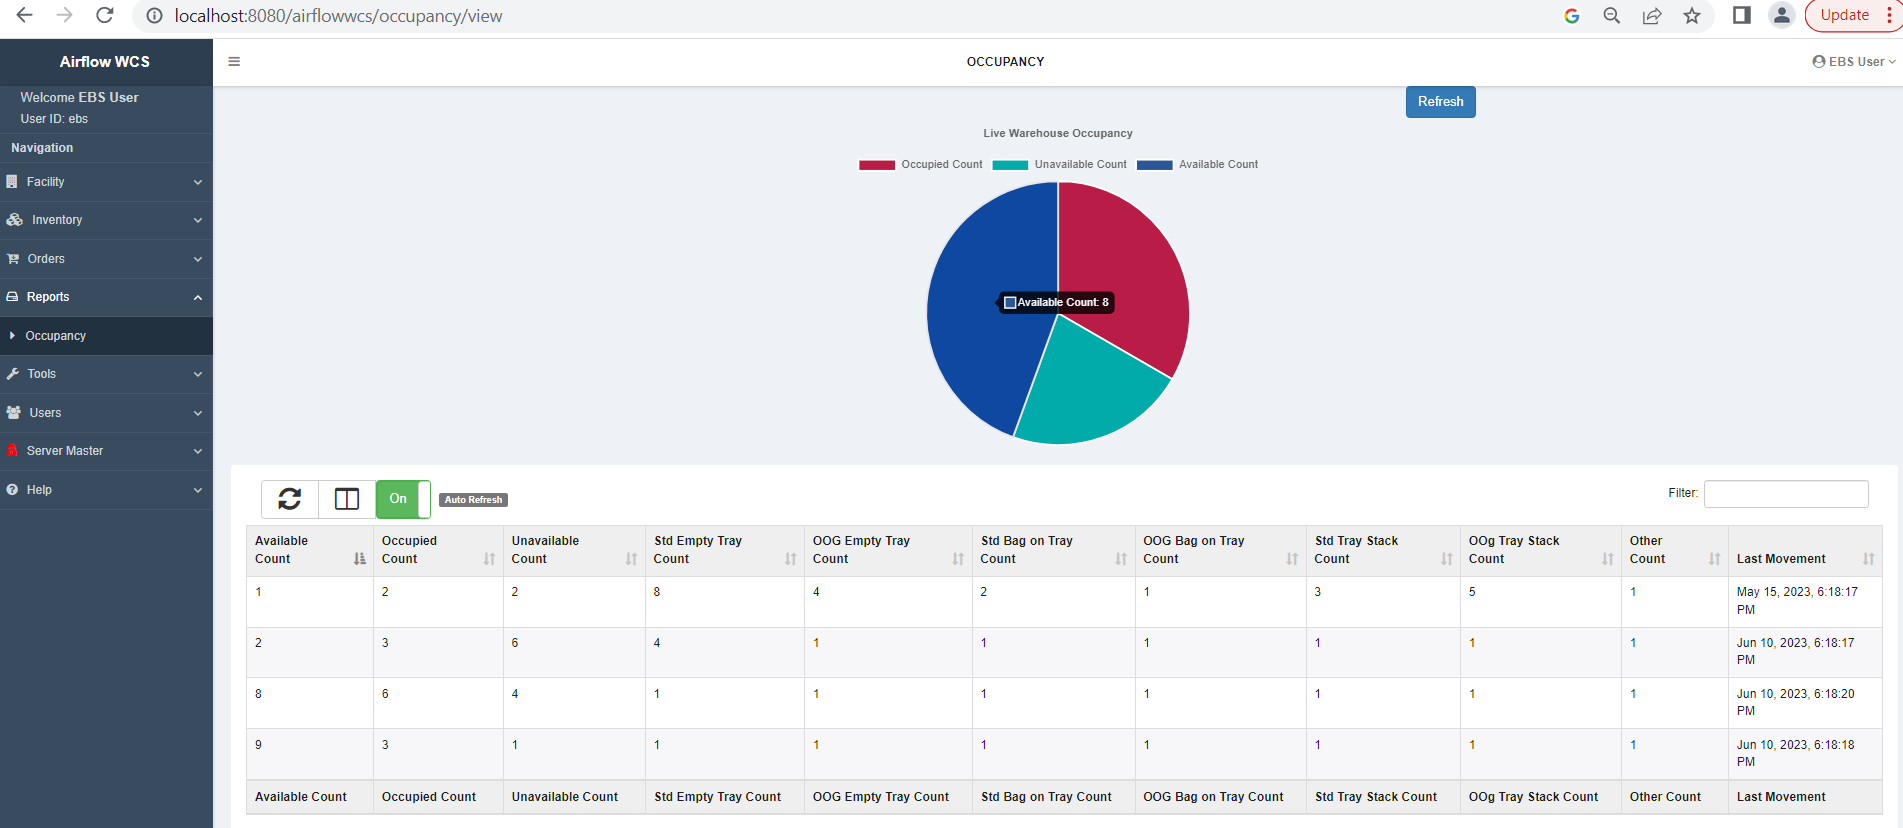 localhost:8080/airflowwcs/occupancy/view
Update
Airflow WCS
OCCUPANCY
EBS User
Welcome EBS User
User ID: ebs
Navigation
Facility
Inventory
Orders
Reports
Occupancy
Tools
Users
Server Master
Help
Refresh
Live Warehouse Occupancy
Occupied Count Unavailable Count Available Count
Available Count: 8
On Auto Refresh
Filter:
Available Count Occupied Count Unavailable Count Std Empty Tray Count OOG Empty Tray Count Std Bag on Tray Count OOG Bag on Tray Count Std Tray Stack Count OOg Tray Stack Count Other Count Last Movement
1 2 2 8 4 2 1 3 5 1 May 15, 2023, 6:18:17 PM
2 3 6 4 1 1 1 1 1 1 Jun 10, 2023, 6:18:17 PM
8 6 4 1 1 1 1 1 1 1 Jun 10, 2023, 6:18:20 PM
9 3 1 1 1 1 1 1 1 1 Jun 10, 2023, 6:18:18 PM
Available Count Occupied Count Unavailable Count Std Empty Tray Count OOG Empty Tray Count Std Bag on Tray Count OOG Bag on Tray Count Std Tray Stack Count OOg Tray Stack Count Other Count Last Movement